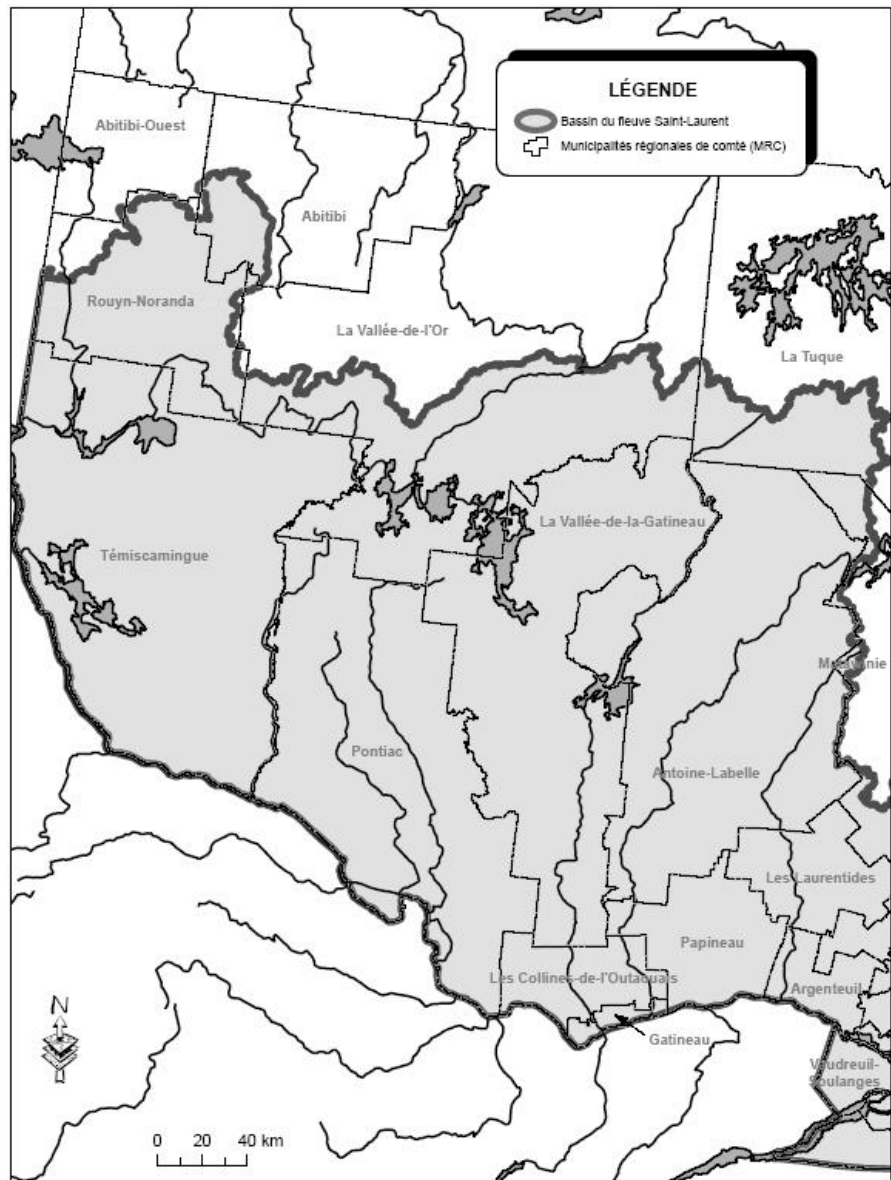 LÉGENDE
Bassin du fleuve Saint-Laurent
Municipalités régionales de comté (MRC)
Abitibi-Ouest
Abitibi
Rouyn-Noranda
La Vallée-de-l'Or
La Tuque
La Vallée-de-la-Gatineau
Témiscamingue
Matawinie
Pontiac
Antoine-Labelle
Les Laurentides
Papineau
Les Collines-de-l'Outaouais
Argenteuil
Gatineau
Vaudreuil-
Soulanges
N
0 20 40 km